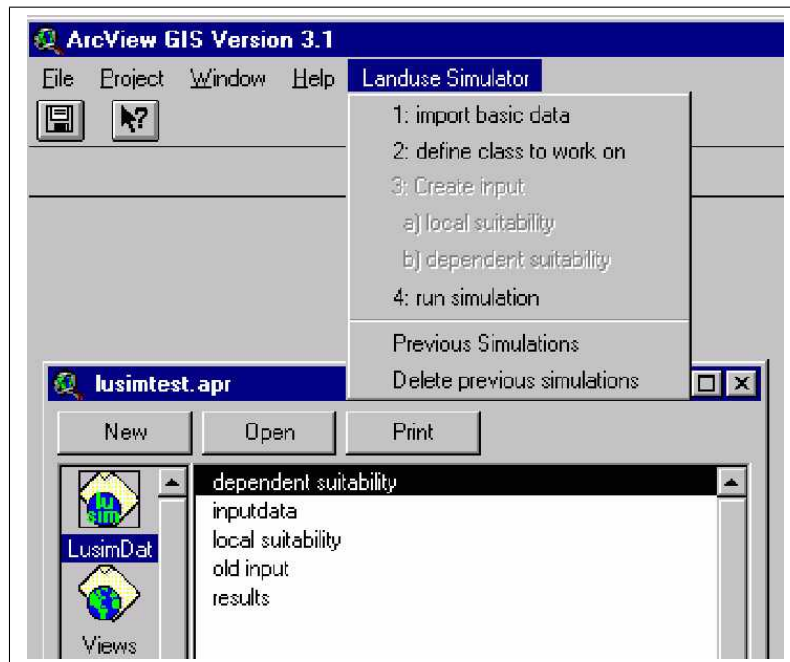 ArcView GIS Version 3.1
File Project Window Help Landuse Simulator
?
1: import basic data
2: define class to work on
3: Create input
a) local suitability
b) dependent suitability
4: run simulation
Previous Simulations
Delete previous simulations
lusimtest.apr
New Open Print
lu
sim
LusimDat
Views
dependent suitability
inputdata
local suitability
old input
results